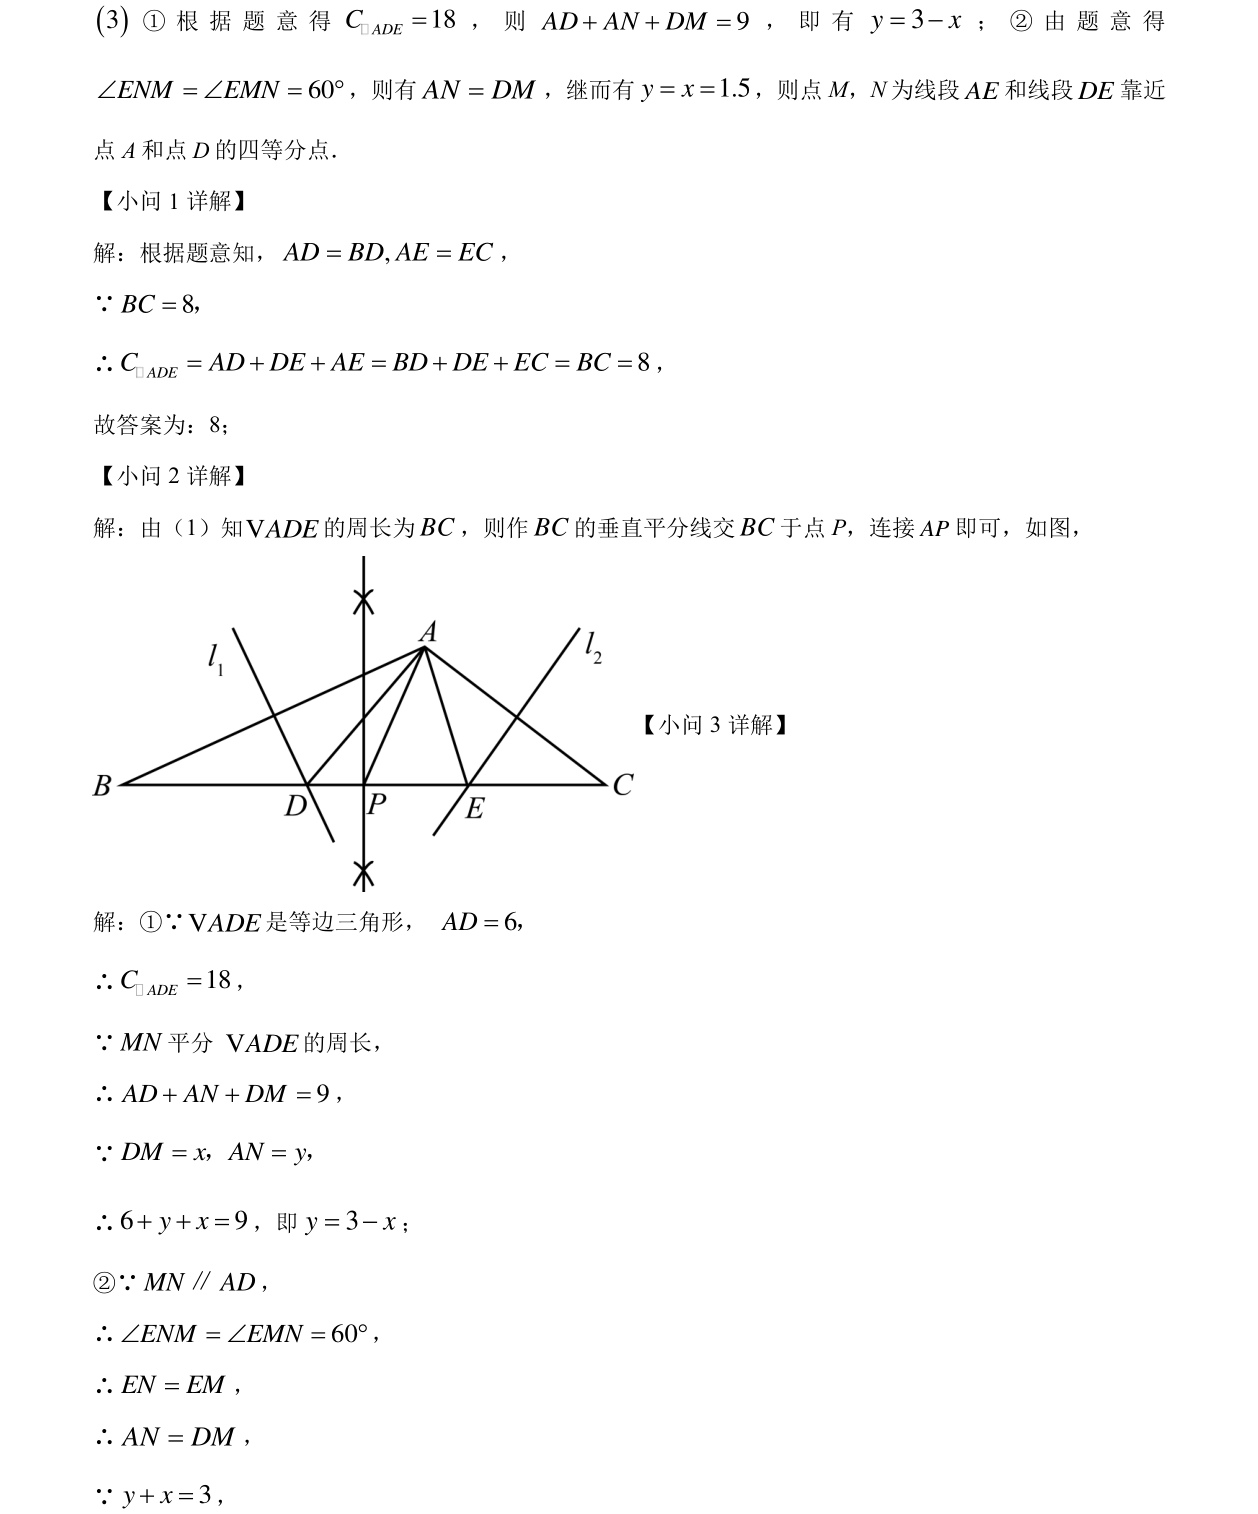 (3) ① 根据题意得 C□ADE = 18 ，则 AD + AN + DM = 9 ，即有 y = 3 − x ；② 由题意得
∠ENM = ∠EMN = 60°，则有 AN = DM ，继而有 y = x = 1.5，则点 M，N 为线段 AE 和线段 DE 靠近
点 A 和点 D 的四等分点．
【小问 1 详解】
解：根据题意知， AD = BD, AE = EC ，
∵ BC = 8，
∴ C□ADE = AD + DE + AE = BD + DE + EC = BC = 8 ，
故答案为：8；
【小问 2 详解】
解：由（1）知VADE 的周长为 BC ，则作 BC 的垂直平分线交 BC 于点 P，连接 AP 即可，如图，
A
l1
l2
【小问 3 详解】
B
C
D
P
E
解：①∵VADE 是等边三角形， AD = 6，
∴ C□ADE = 18 ，
∵ MN 平分 VADE 的周长，
∴ AD + AN + DM = 9 ，
∵ DM = x，AN = y，
∴ 6 + y + x = 9 ，即 y = 3 − x ；
②∵ MN ∥ AD ，
∴ ∠ENM = ∠EMN = 60° ，
∴ EN = EM ，
∴ AN = DM ，
∵ y + x = 3 ，